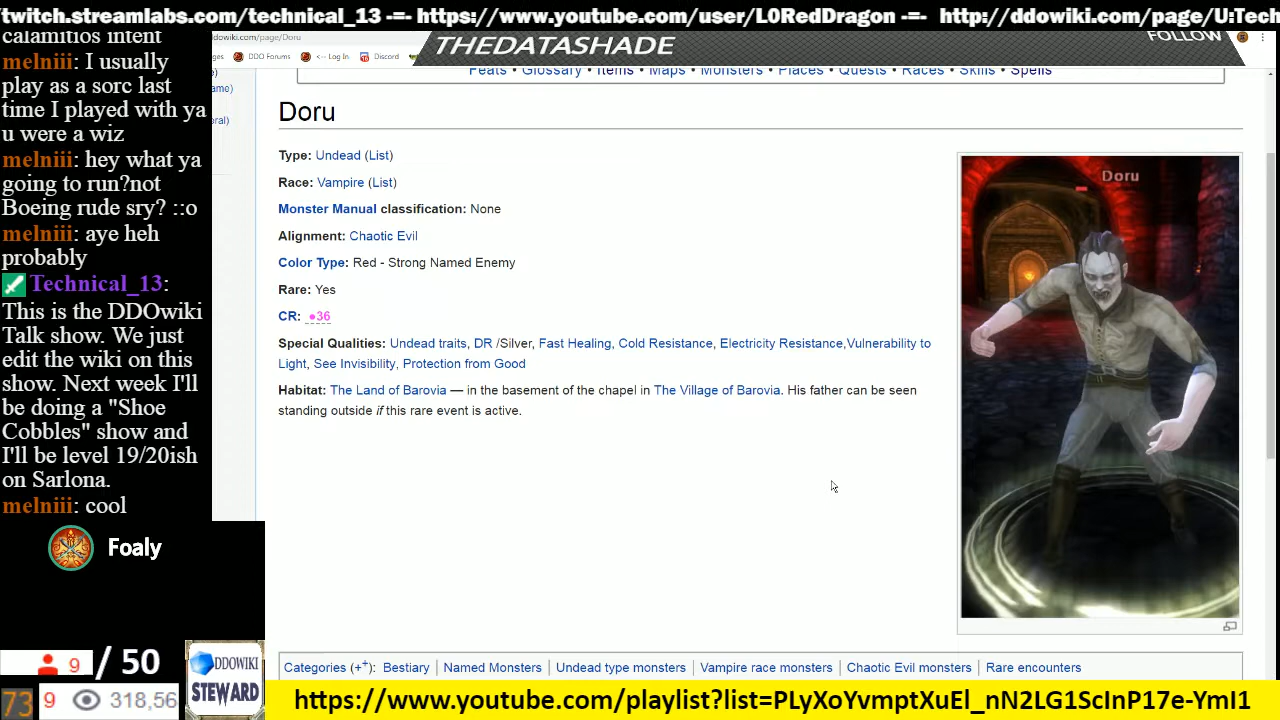 /twitch.streamlabs.com/technical_13 -=- https://www.youtube.com/user/L0RedDragon -=- http://ddowiki.com/page/U:Tech
calamitios intent
melniii: I usually
play as a sorc last
time I played with ya
u were a wiz
melniii: hey what ya
going to run?not
Boeing rude sry? ::o
melniii: aye heh
probably
Technical_13:
This is the DDOwiki
Talk show. We just
edit the wiki on this
show. Next week I'll
be doing a "Shoe
Cobbles" show and
I'll be level 19/20ish
on Sarlona.
melniii: cool
Foaly
9 / 50
73 9 318,56
DDOWIKI
STEWARD
ddowiki.com/page/Doru
DDO Forums <-- Log In Discord
THEDATASHADE
FOLLOW
Feats • Glossary • Items • Maps • Monsters • Places • Quests • Races • Skills • Spells
Doru
Type: Undead (List)
Race: Vampire (List)
Monster Manual classification: None
Alignment: Chaotic Evil
Color Type: Red - Strong Named Enemy
Rare: Yes
CR: •36
Special Qualities: Undead traits, DR /Silver, Fast Healing, Cold Resistance, Electricity Resistance,Vulnerability to
Light, See Invisibility, Protection from Good
Habitat: The Land of Barovia — in the basement of the chapel in The Village of Barovia. His father can be seen
standing outside if this rare event is active.
Doru
Categories (+⁺): Bestiary | Named Monsters | Undead type monsters | Vampire race monsters | Chaotic Evil monsters | Rare encounters
https://www.youtube.com/playlist?list=PLyXoYvmptXuEl_nN2LG1ScInP17e-YmI1